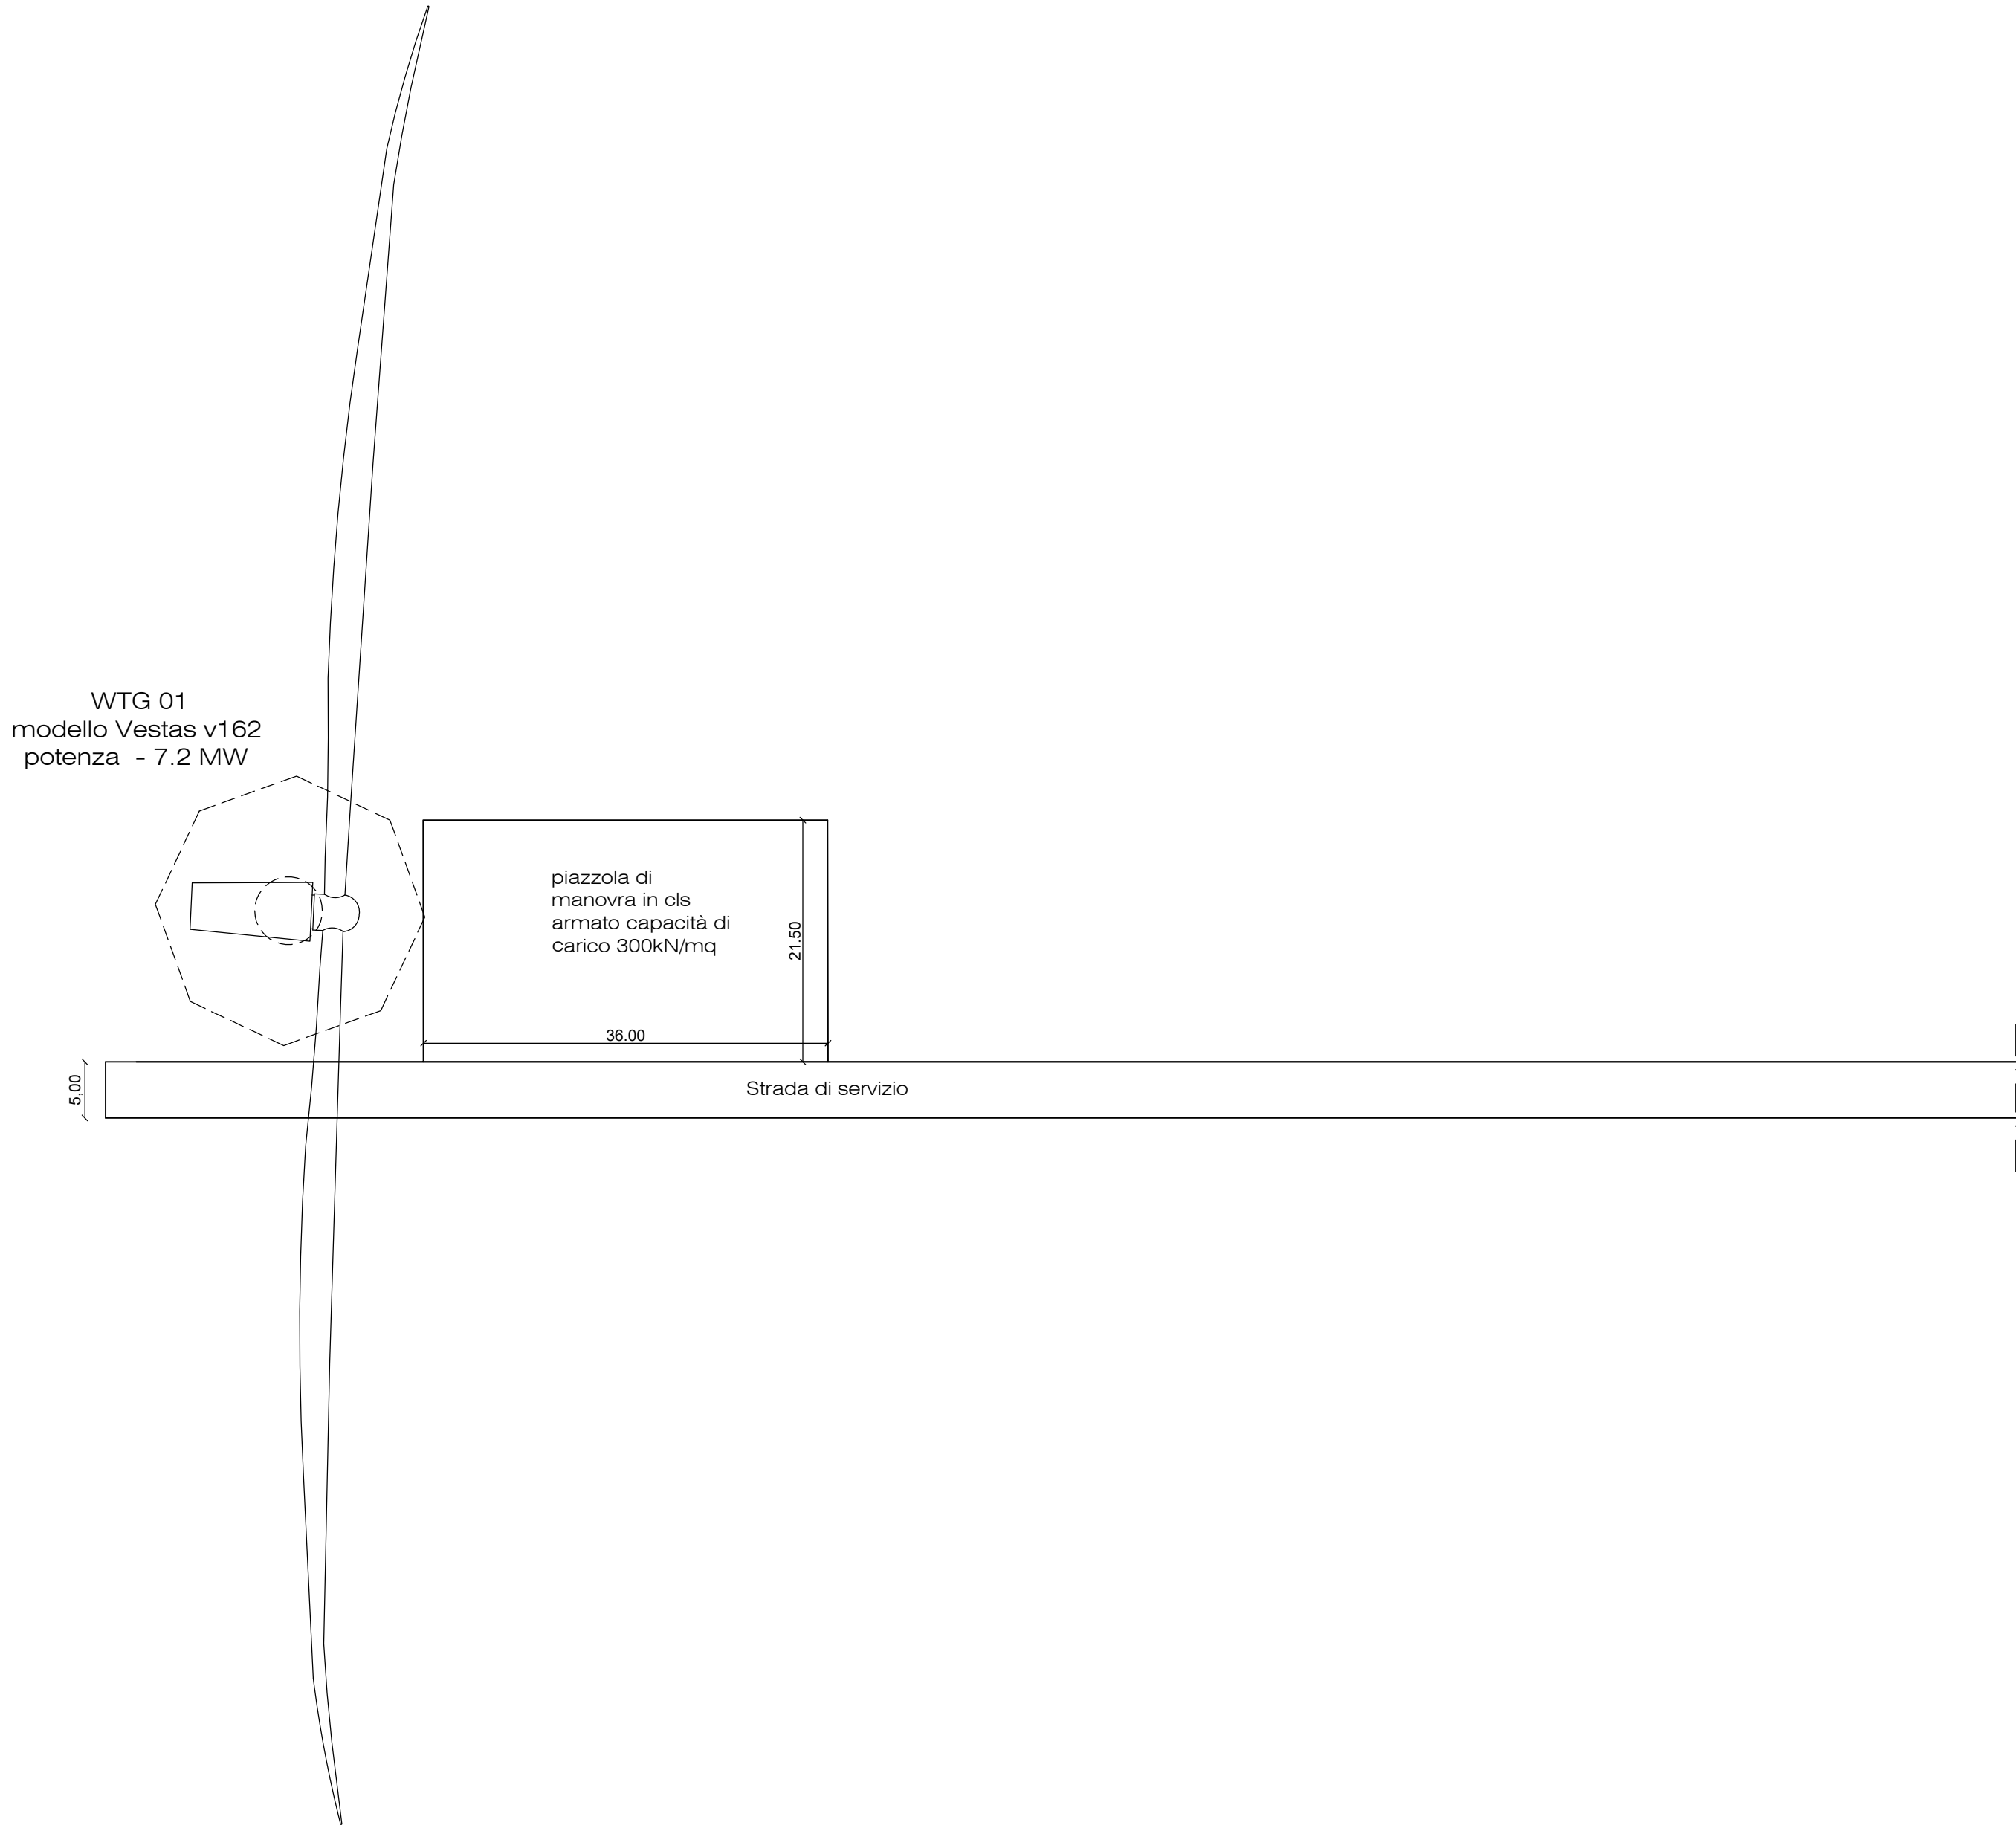 WTG 01
modello Vestas v162
potenza - 7.2 MW
piazzola di
manovra in cls
armato capacità di
carico 300kN/mq
21.50
36.00
5,00
Strada di servizio